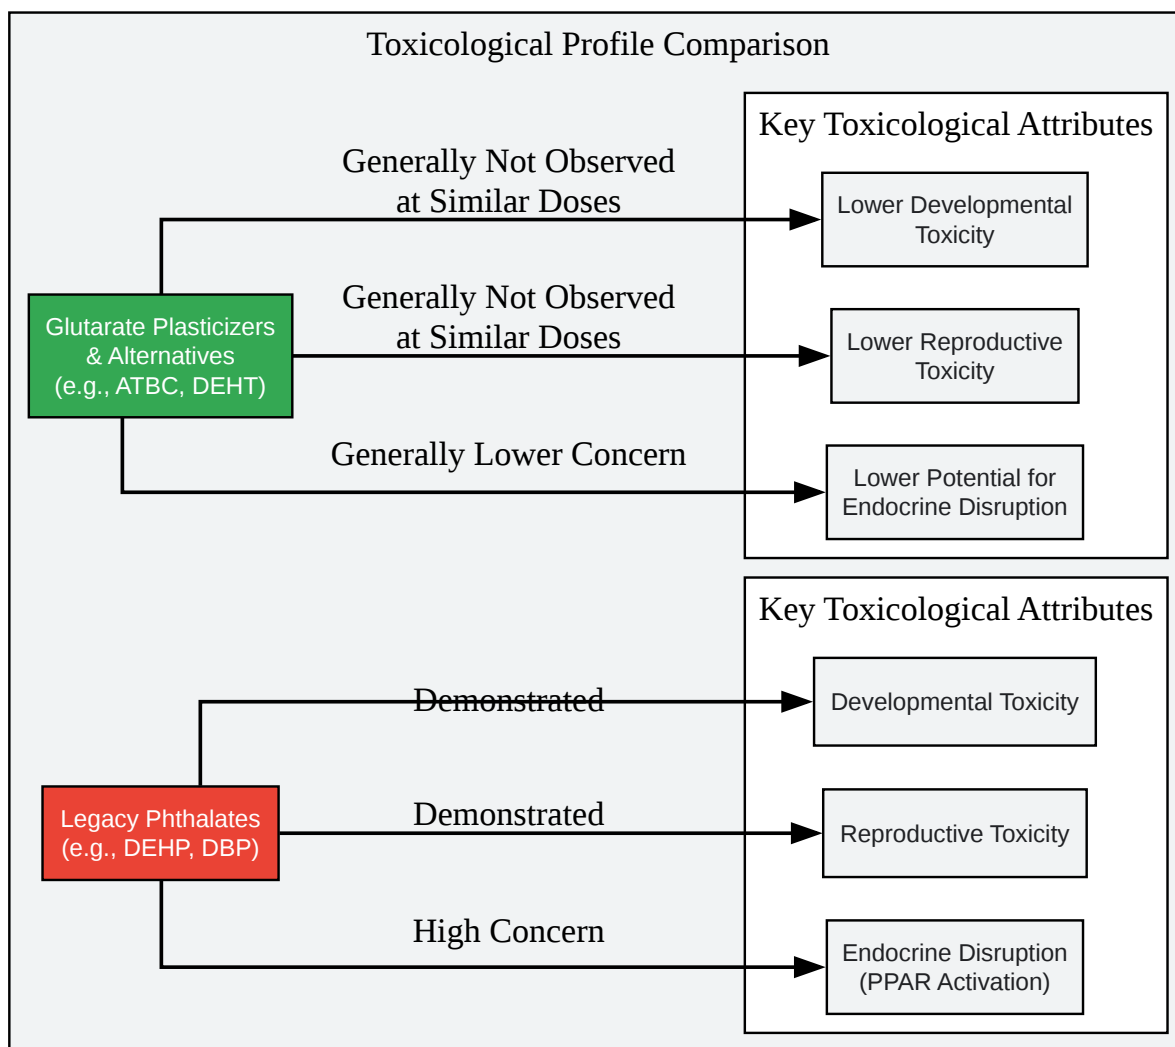 Toxicological Profile Comparison
Key Toxicological Attributes
Generally Not Observed
at Similar Doses
Lower Developmental
Toxicity
Generally Not Observed
at Similar Doses
Glutarate Plasticizers
& Alternatives
(e.g., ATBC, DEHT)
Lower Reproductive
Toxicity
Generally Lower Concern
Lower Potential for
Endocrine Disruption
Key Toxicological Attributes
Demonstrated
Developmental Toxicity
Legacy Phthalates
(e.g., DEHP, DBP)
Demonstrated
Reproductive Toxicity
High Concern
Endocrine Disruption
(PPAR Activation)